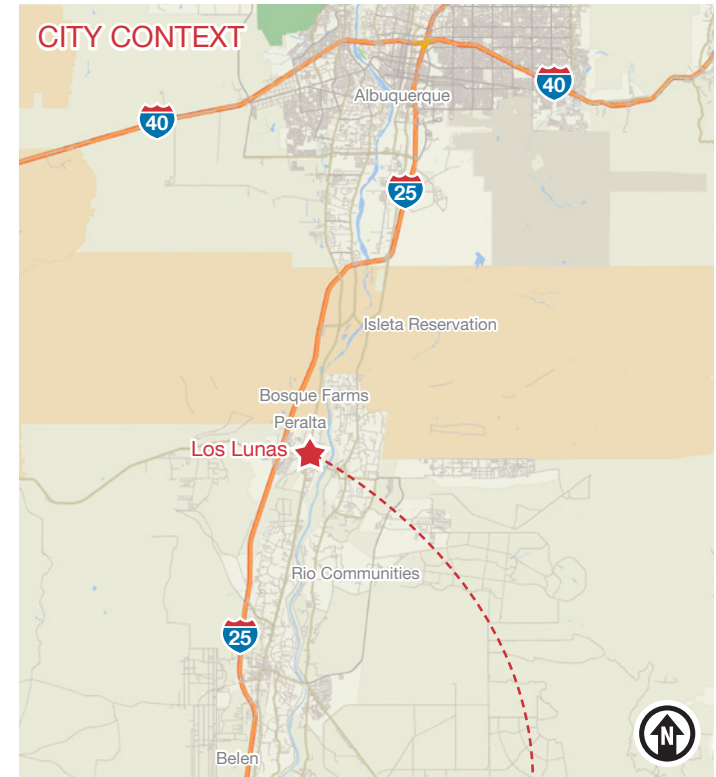 CITY CONTEXT
40
Albuquerque
40
25
Isleta Reservation
Bosque Farms
Peralta
Los Lunas
Rio Communities
25
Belen
N